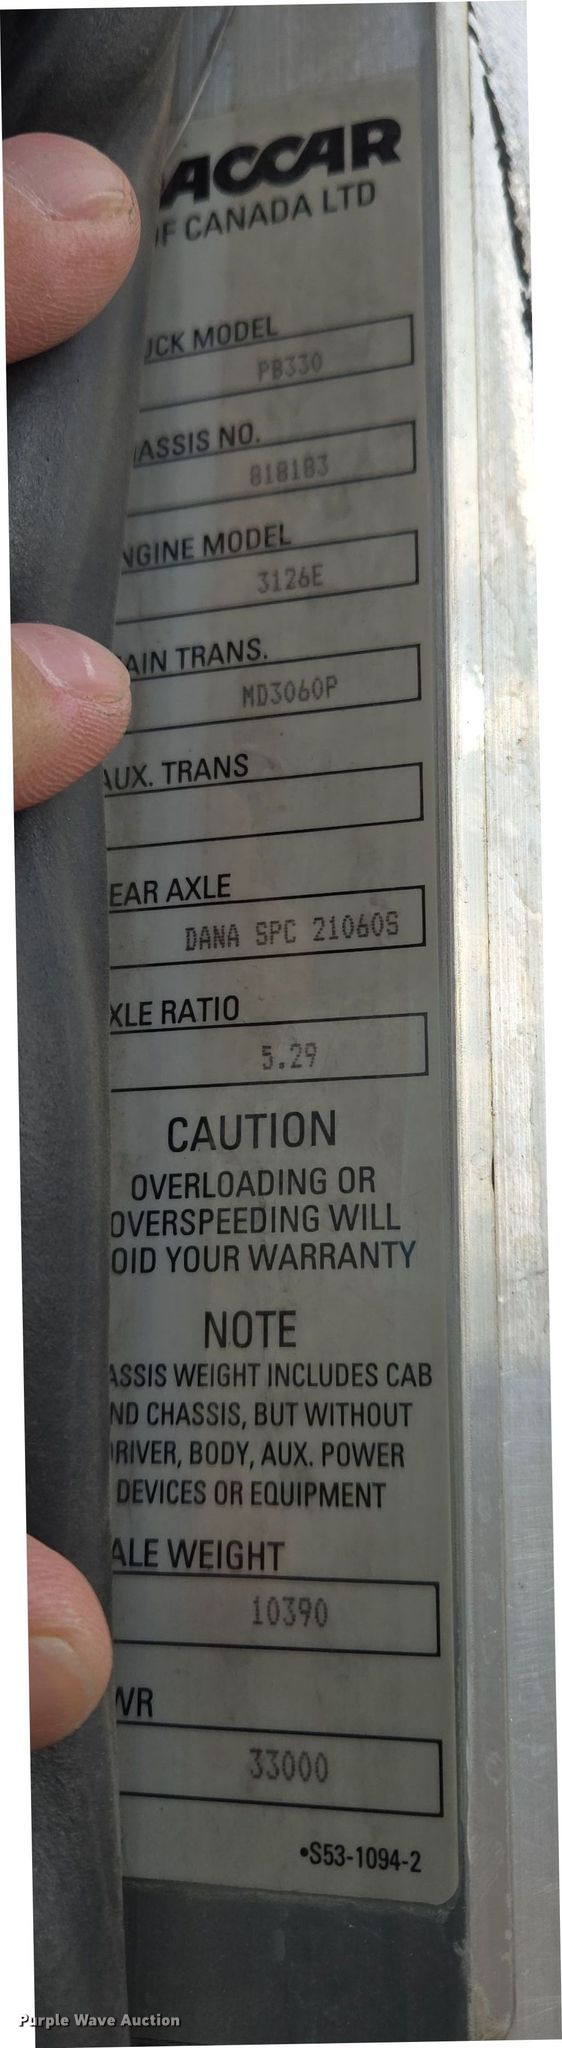 ACCAR
OF CANADA LTD
UCK MODEL
PB330
ASSIS NO.
818183
NGINE MODEL
3126E
AIN TRANS.
MD3060P
AUX. TRANS
EAR AXLE
DANA SPC 21060S
XLE RATIO
5.29
CAUTION
OVERLOADING OR
OVERSPEEDING WILL
OID YOUR WARRANTY
NOTE
ASSIS WEIGHT INCLUDES CAB
ND CHASSIS, BUT WITHOUT
RIVER, BODY, AUX. POWER
DEVICES OR EQUIPMENT
ALE WEIGHT
10390
WR
33000
•S53-1094-2
Purple Wave Auction